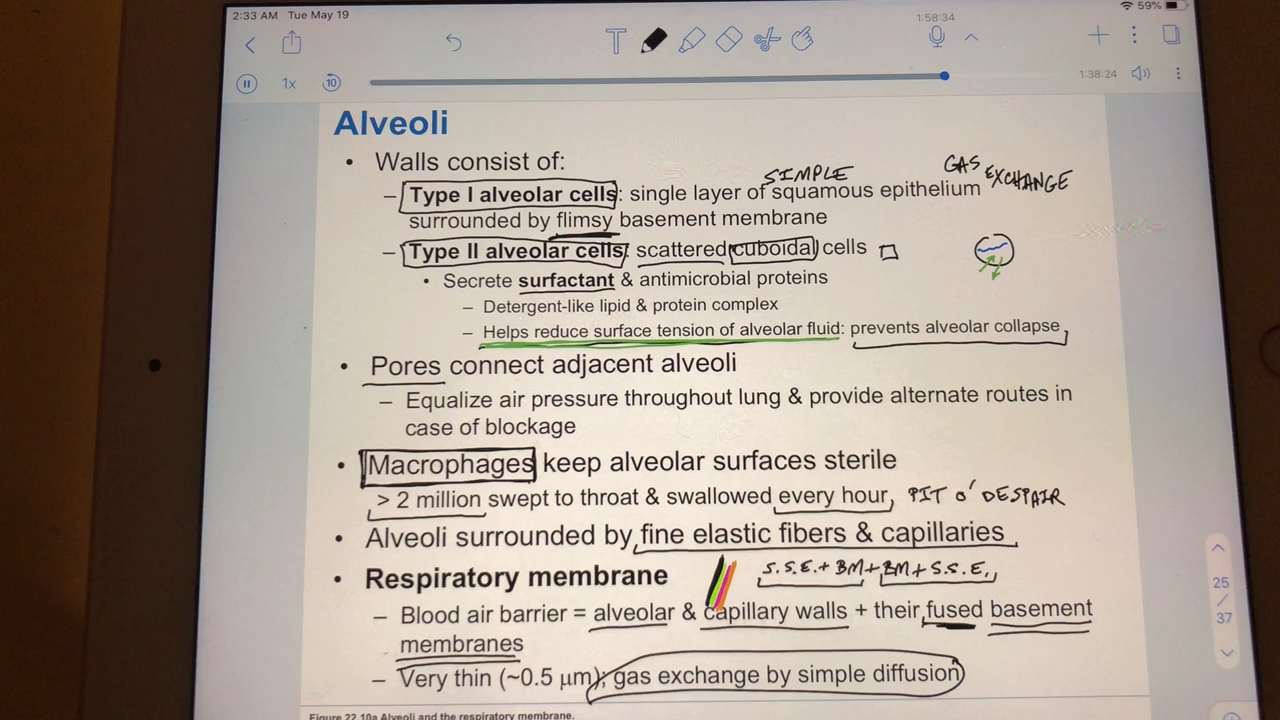 2:33 AM Tue May 19
59%
1:58:34
T
1x
10
1:38:24
Alveoli
• Walls consist of:
SIMPLE
GAS EXCHANGE
– Type I alveolar cells: single layer of squamous epithelium
surrounded by flimsy basement membrane
– Type II alveolar cells: scattered cuboidal cells
• Secrete surfactant & antimicrobial proteins
– Detergent-like lipid & protein complex
– Helps reduce surface tension of alveolar fluid: prevents alveolar collapse
• Pores connect adjacent alveoli
– Equalize air pressure throughout lung & provide alternate routes in
case of blockage
• Macrophages keep alveolar surfaces sterile
> 2 million swept to throat & swallowed every hour, PIT O' DESPAIR
• Alveoli surrounded by fine elastic fibers & capillaries
• Respiratory membrane S.S.E. + BM + BM + S.S.E.
– Blood air barrier = alveolar & capillary walls + their fused basement
membranes
– Very thin (~0.5 μm); gas exchange by simple diffusion
25
/
37
Figure 22.10a Alveoli and the respiratory membrane.